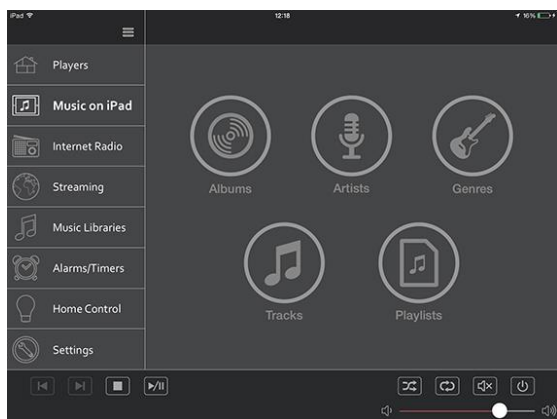 iPad 12:18 16%
Players
Music on iPad
Internet Radio
Streaming
Music Libraries
Alarms/Timers
Home Control
Settings
Albums Artists Genres
Tracks Playlists